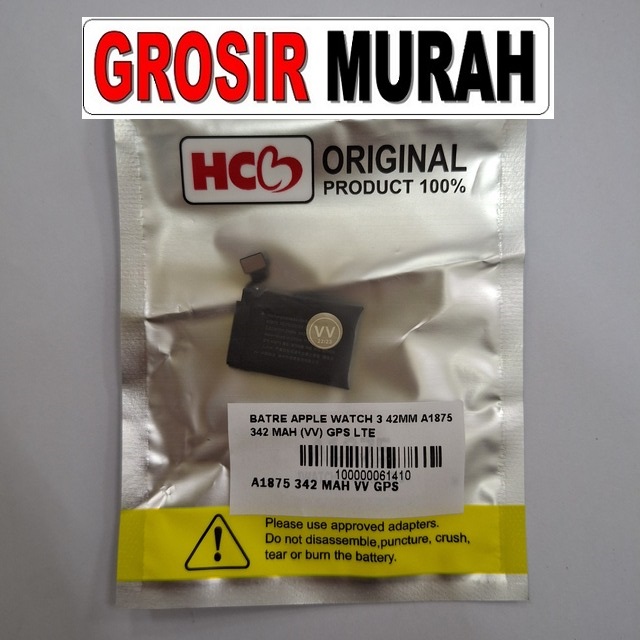 GROSIR MURAH
HCB
ORIGINAL
PRODUCT 100%
VV
BATRE APPLE WATCH 3 42MM A1875
342 MAH (VV) GPS LTE
100000061410
A1875 342 MAH VV GPS
Please use approved adapters.
Do not disassemble,puncture, crush,
tear or burn the battery.